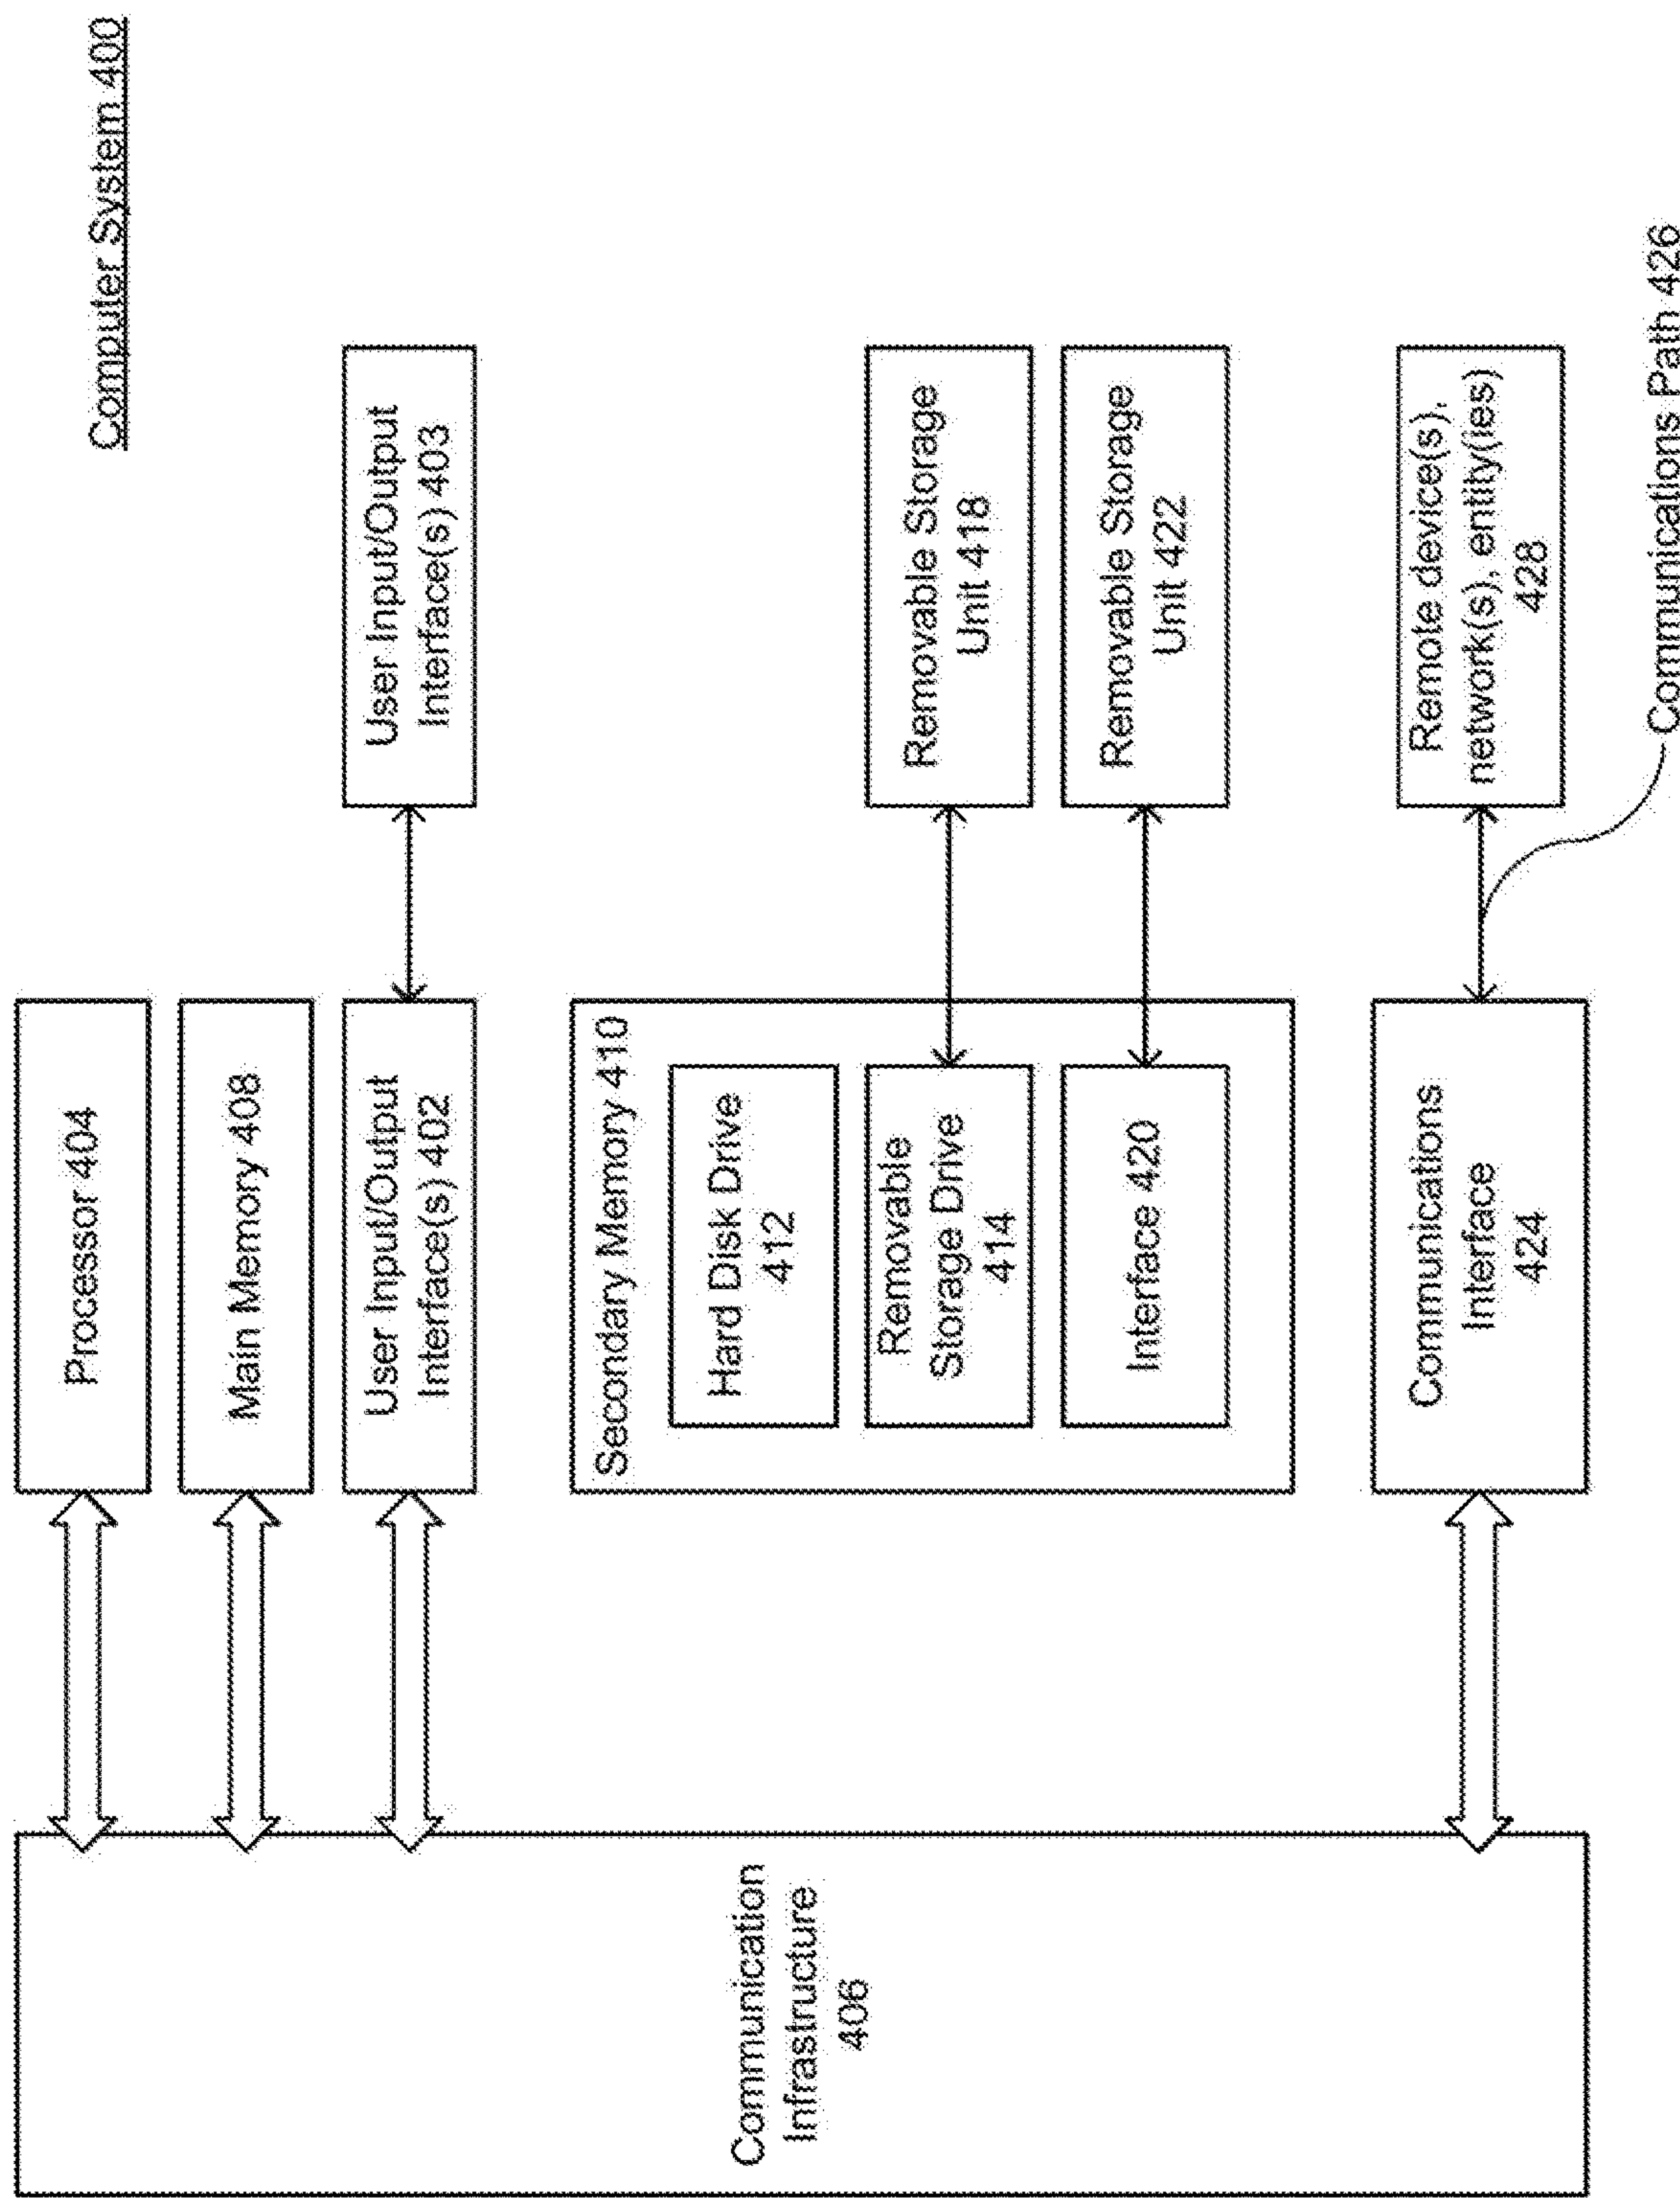 Computer System 400
Processor 404
Main Memory 408
User Input/Output
Interface(s) 402
User Input/Output
Interface(s) 403
Secondary Memory 410
Hard Disk Drive
412
Removable
Storage Drive
414
Removable Storage
Unit 418
Interface 420
Removable Storage
Unit 422
Communications
Interface
424
Remote device(s),
network(s), entity(ies)
428
Communications Path 426
Communication
Infrastructure
406